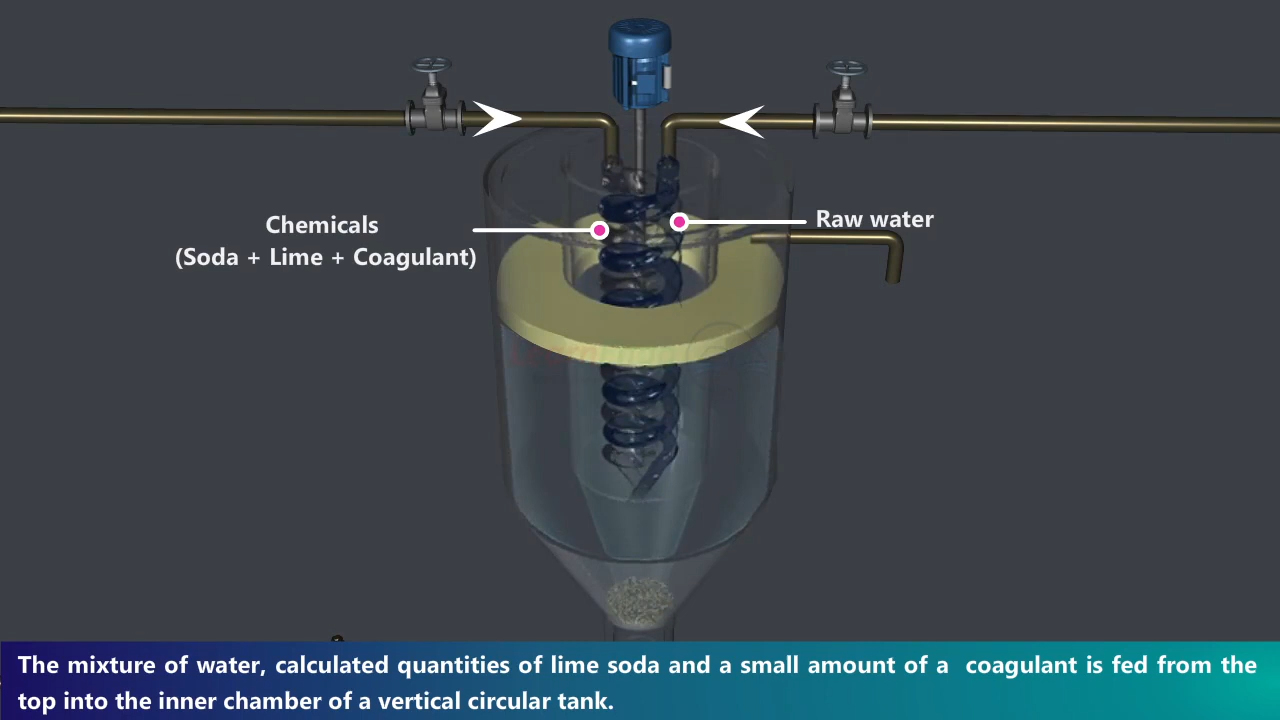 Chemicals
(Soda + Lime + Coagulant)
Raw water
The mixture of water, calculated quantities of lime soda and a small amount of a coagulant is fed from the
top into the inner chamber of a vertical circular tank.